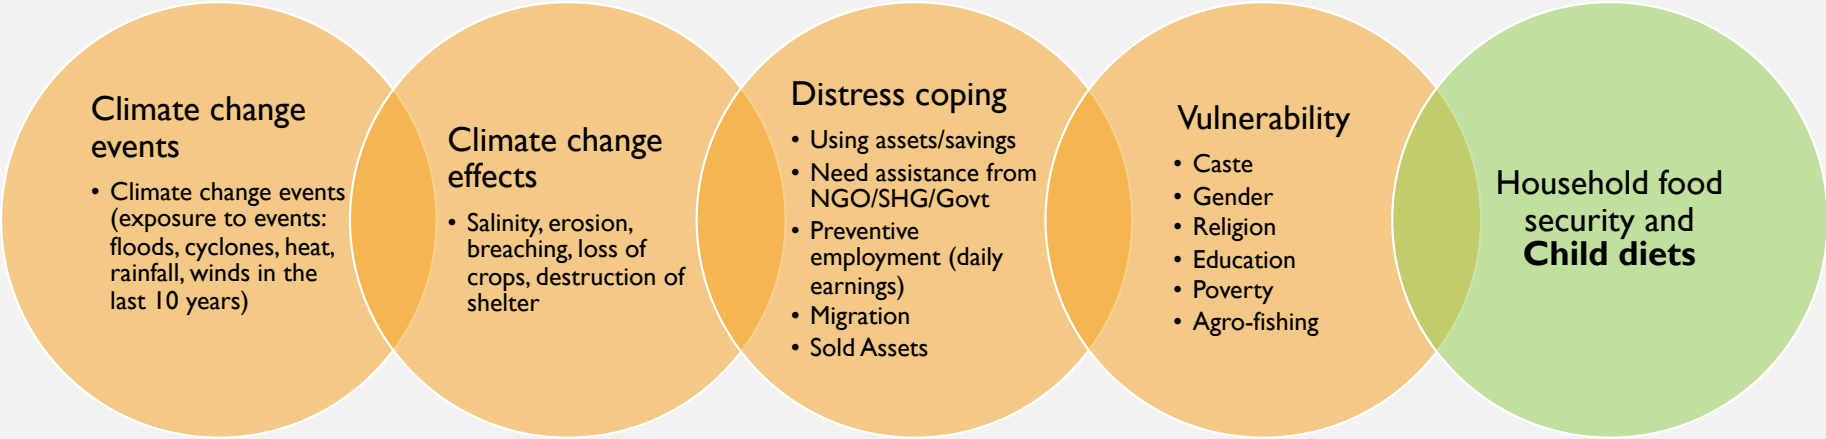 Climate change
events
• Climate change events
(exposure to events:
floods, cyclones, heat,
rainfall, winds in the
last 10 years)
Climate change
effects
• Salinity, erosion,
breaching, loss of
crops, destruction of
shelter
Distress coping
• Using assets/savings
• Need assistance from
NGO/SHG/Govt
• Preventive
employment (daily
earnings)
• Migration
• Sold Assets
Vulnerability
• Caste
• Gender
• Religion
• Education
• Poverty
• Agro-fishing
Household food
security and
Child diets